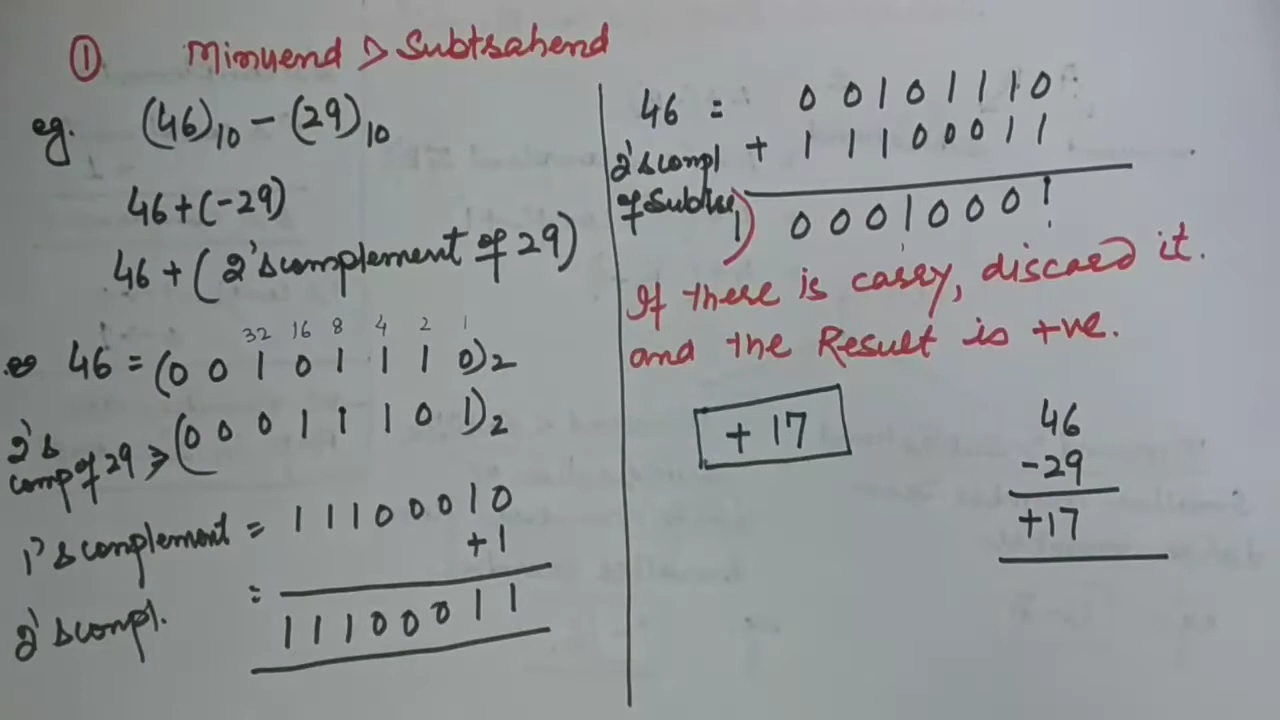 ① Minuend > Subtrahend
eg. (46)10 - (29)10
46 + (-29)
46 + (2's complement of 29)
32 16 8 4 2 1
46 = (0 0 1 0 1 1 1 0)2
2's comp of 29 ⇒ (0 0 0 1 1 1 0 1)2
1's complement = 1 1 1 0 0 0 1 0
+1
=
2's compl. 1 1 1 0 0 0 1 1
46 = 0 0 1 0 1 1 1 0
2's compl + 1 1 1 0 0 0 1 1
of
1) 0 0 0 1 0 0 0 1
If there is carry, discard it.
and the Result is +ve.
+ 17
46
-29
+17